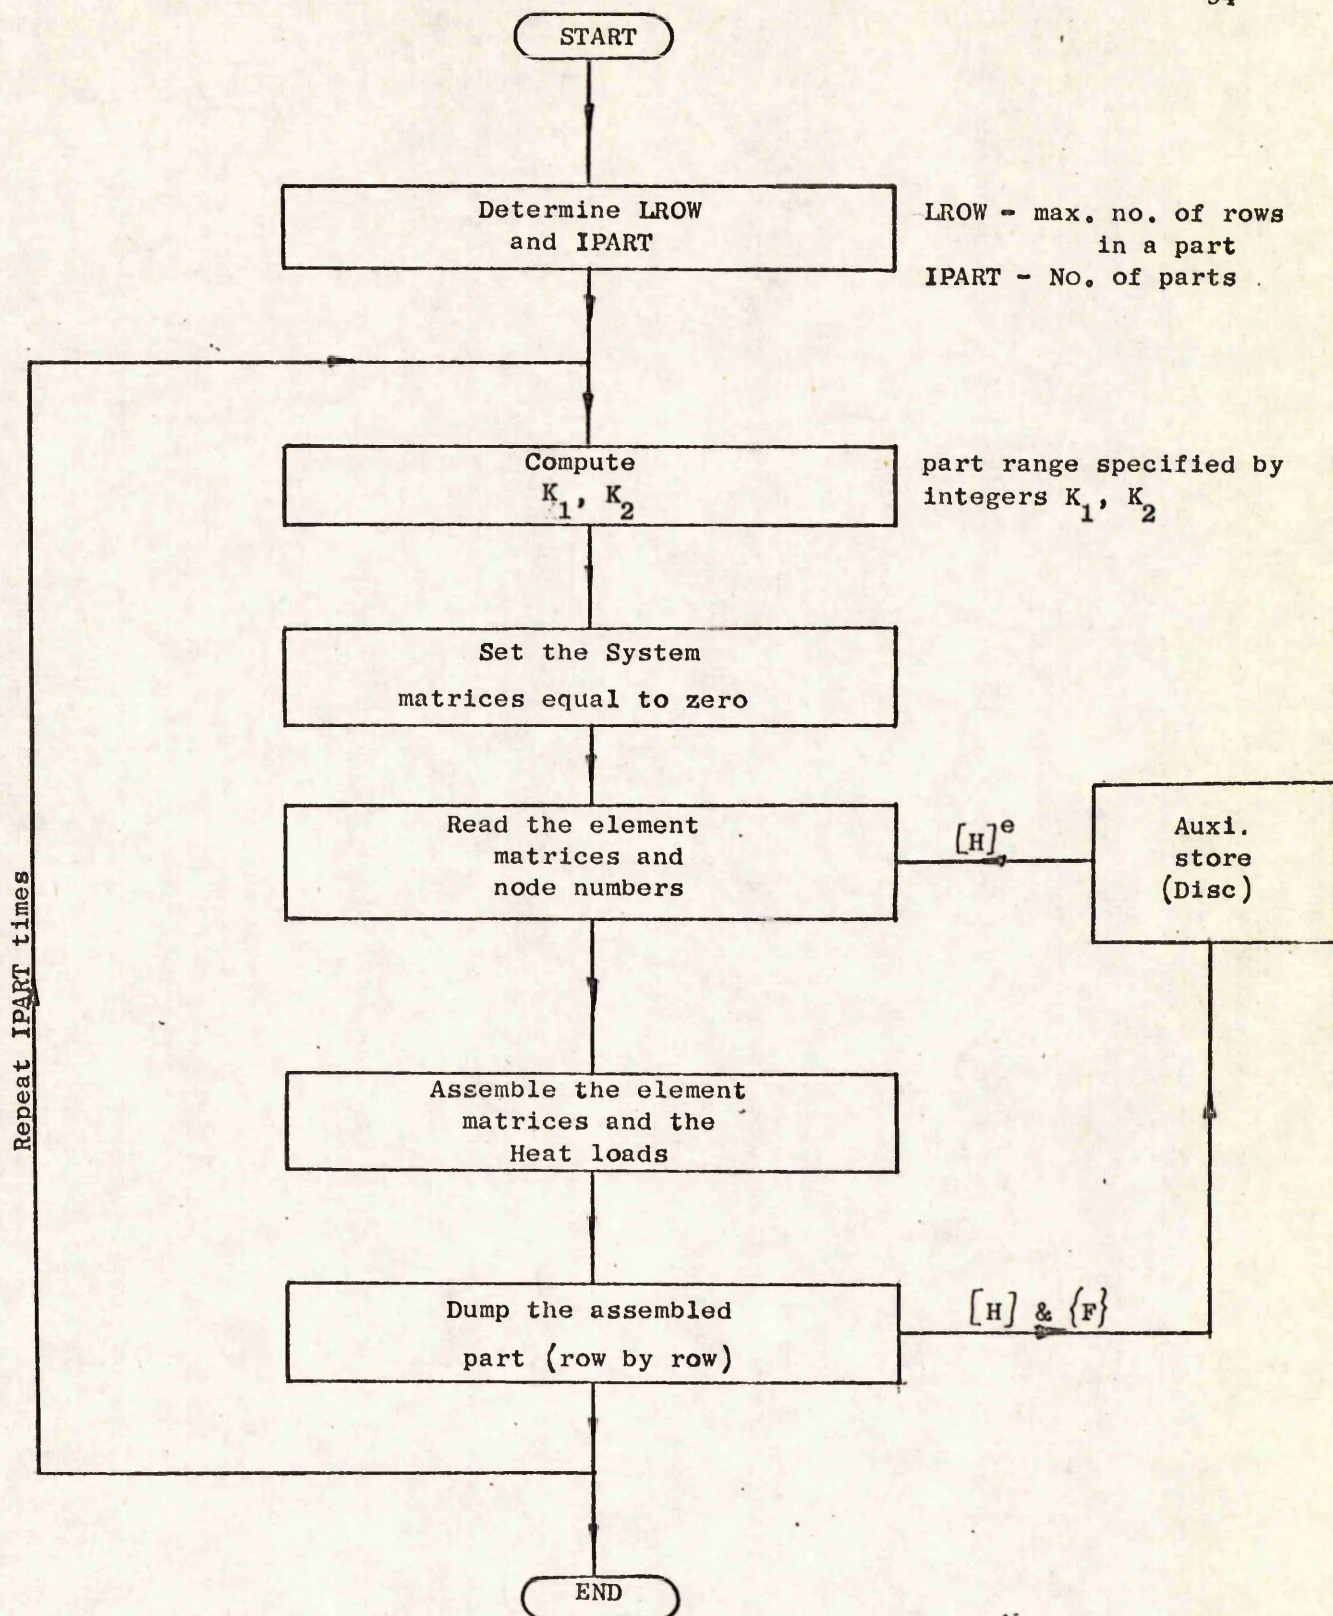 START
Determine LROW
and IPART
LROW - max. no. of rows
in a part
IPART - No. of parts
Compute
K₁, K₂
part range specified by
integers K₁, K₂
Set the System
matrices equal to zero
Read the element
matrices and
node numbers
[H]ᵉ
Auxi.
store
(Disc)
Repeat IPART times
Assemble the element
matrices and the
Heat loads
Dump the assembled
part (row by row)
[H] & {F}
END